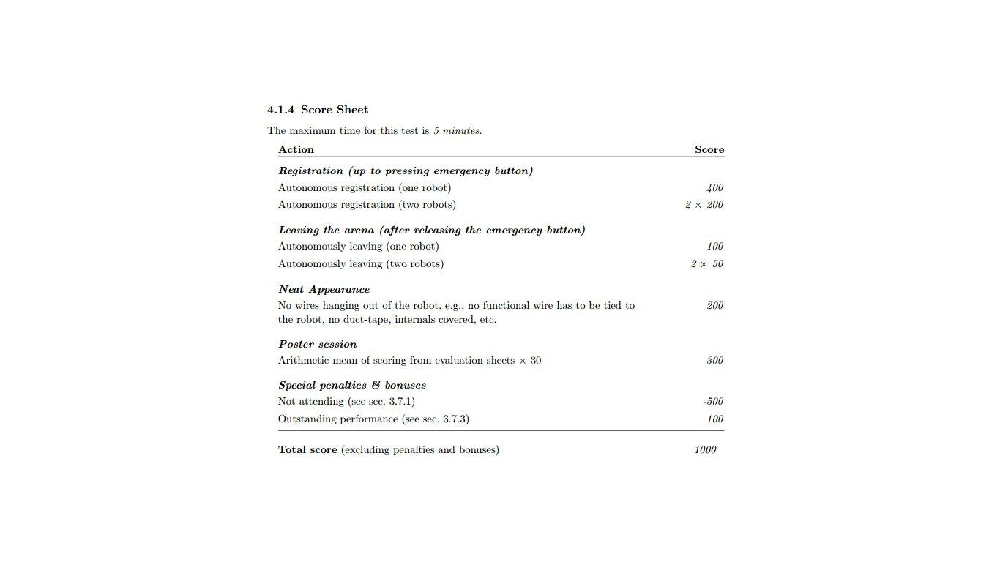 4.1.4 Score Sheet
The maximum time for this test is 5 minutes.
Action Score
Registration (up to pressing emergency button)
Autonomous registration (one robot) 400
Autonomous registration (two robots) 2 × 200
Leaving the arena (after releasing the emergency button)
Autonomously leaving (one robot) 100
Autonomously leaving (two robots) 2 × 50
Neat Appearance
No wires hanging out of the robot, e.g., no functional wire has to be tied to 200
the robot, no duct-tape, internals covered, etc.
Poster session
Arithmetic mean of scoring from evaluation sheets × 30 300
Special penalties & bonuses
Not attending (see sec. 3.7.1) -500
Outstanding performance (see sec. 3.7.3) 100
Total score (excluding penalties and bonuses) 1000